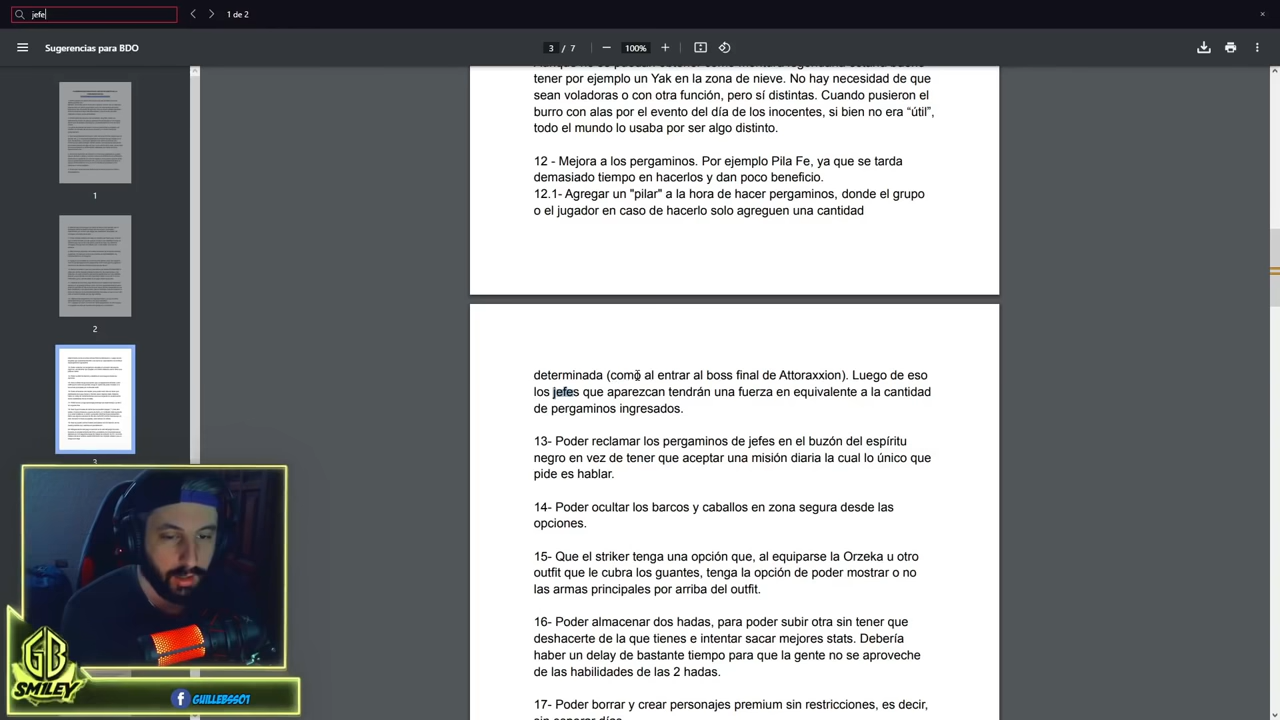 jefe
1 de 2
Sugerencias para BDO
3 / 7
100%
tener por ejemplo un Yak en la zona de nieve. No hay necesidad de que
sean voladoras o con otra función, pero sí distintas. Cuando pusieron el
burro con alas por el evento del día de los inocentes, si bien no era “útil”,
todo el mundo lo usaba por ser algo distinto.
12 - Mejora a los pergaminos. Por ejemplo Pila Fe, ya que se tarda
demasiado tiempo en hacerlos y dan poco beneficio.
12.1- Agregar un "pilar" a la hora de hacer pergaminos, donde el grupo
o el jugador en caso de hacerlo solo agreguen una cantidad
determinada (como al entrar al boss final de Attoraxxion). Luego de eso
los jefes que aparezcan tendrán una fuerza en equivalente a la cantidad
de pergaminos ingresados.
13- Poder reclamar los pergaminos de jefes en el buzón del espíritu
negro en vez de tener que aceptar una misión diaria la cual lo único que
pide es hablar.
14- Poder ocultar los barcos y caballos en zona segura desde las
opciones.
15- Que el striker tenga una opción que, al equiparse la Orzeka u otro
outfit que le cubra los guantes, tenga la opción de poder mostrar o no
las armas principales por arriba del outfit.
16- Poder almacenar dos hadas, para poder subir otra sin tener que
deshacerte de la que tienes e intentar sacar mejores stats. Debería
haber un delay de bastante tiempo para que la gente no se aproveche
de las habilidades de las 2 hadas.
17- Poder borrar y crear personajes premium sin restricciones, es decir,
sin esperar días.
1
2
3
GB
SMILEY
GUILLEBSS01